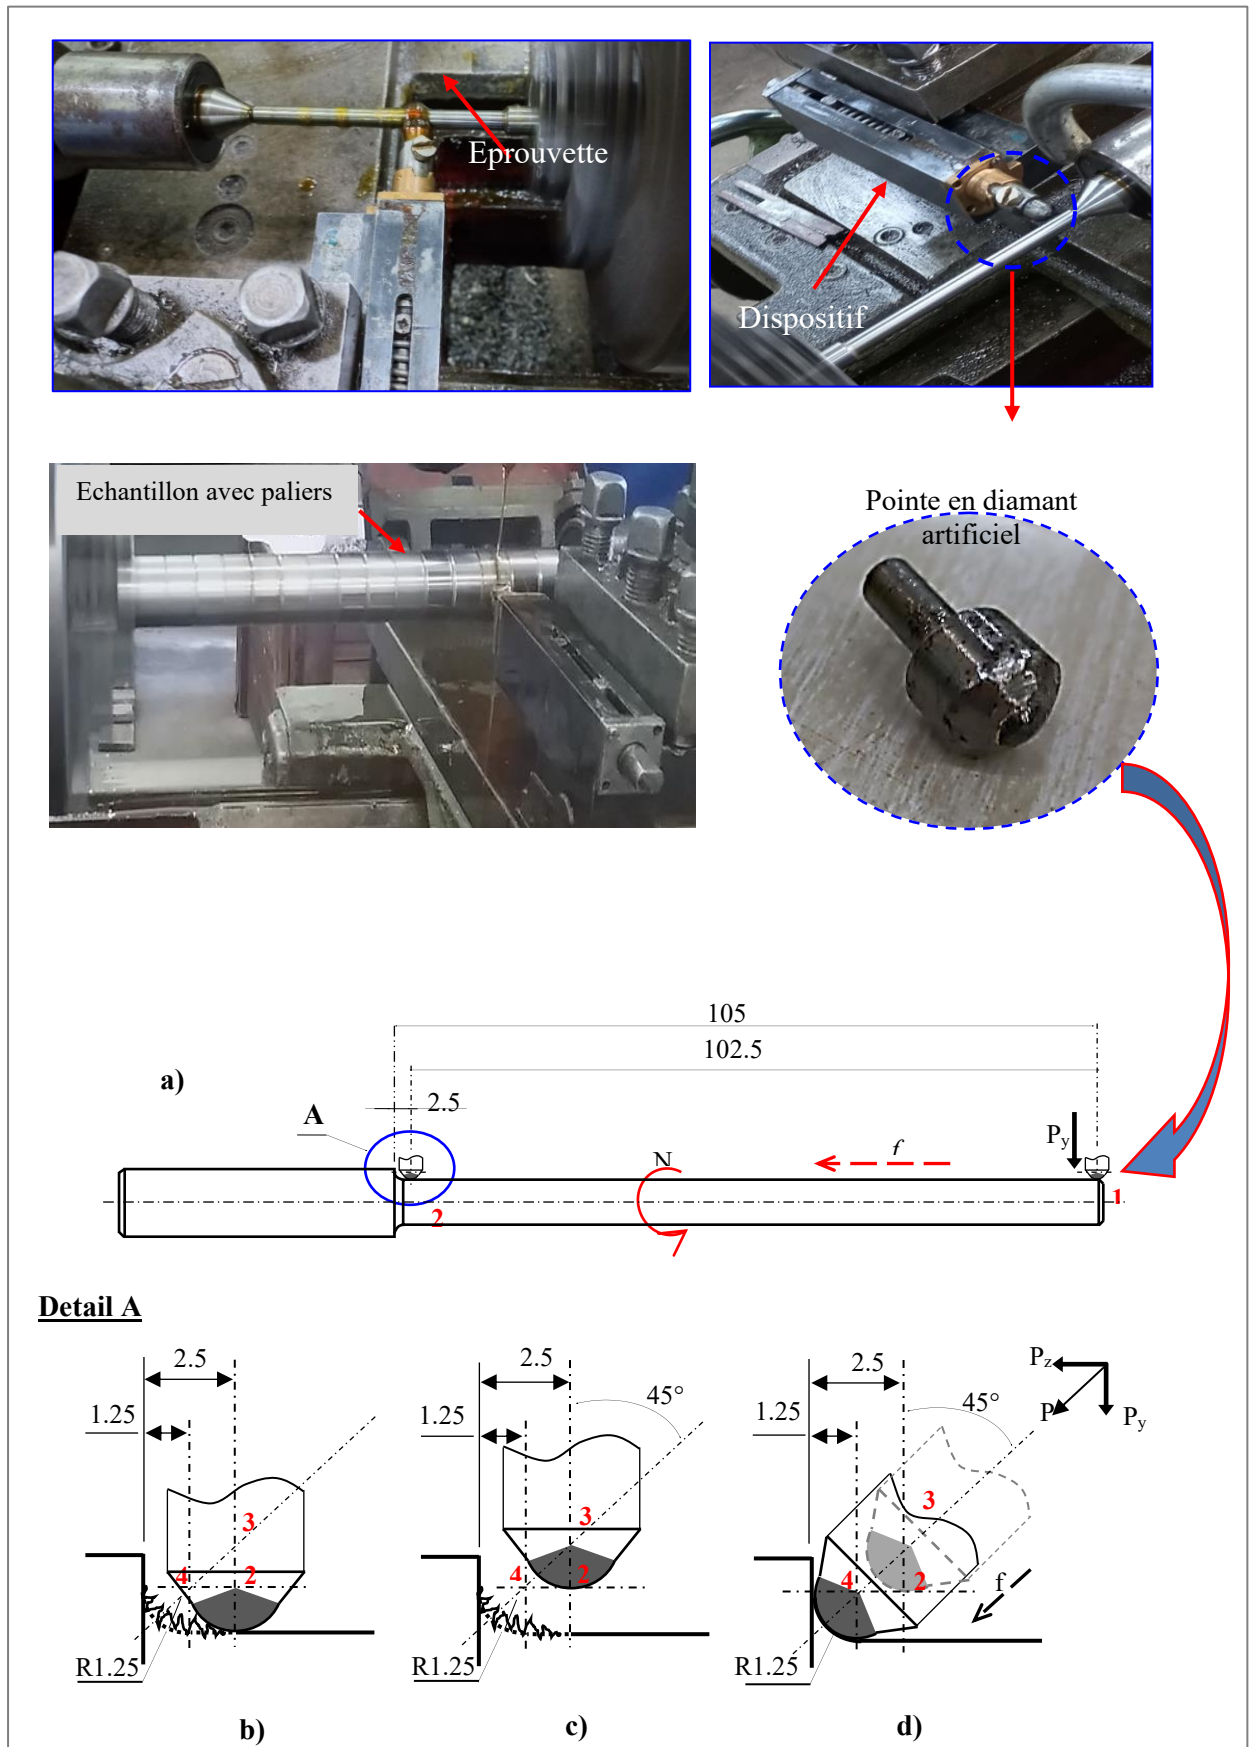 Eprouvette
Dispositif
Echantillon avec paliers
Pointe en diamant
artificiel
105
102.5
a)
2.5
A
Py
f
N
1
2
Detail A
2.5
1.25
3
4
2
R1.25
b)
2.5
45°
1.25
3
4
2
R1.25
c)
2.5
45°
1.25
Pz
P
Py
3
4
2
f
R1.25
d)